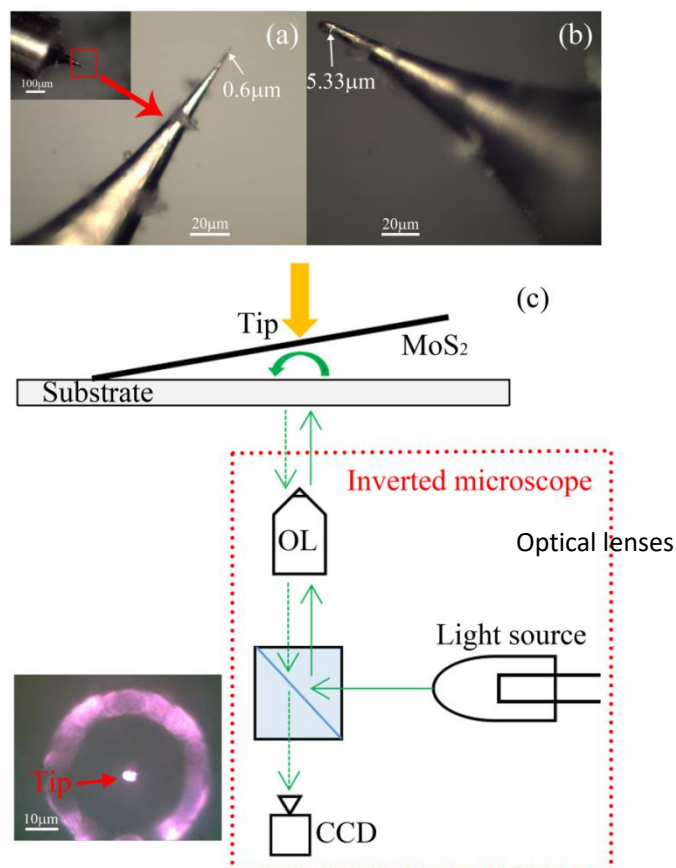 (a)
(b)
100μm
0.6μm
5.33μm
20μm
20μm
(c)
Tip
MoS2
Substrate
Inverted microscope
OL
Optical lenses
Light source
Tip
10μm
CCD